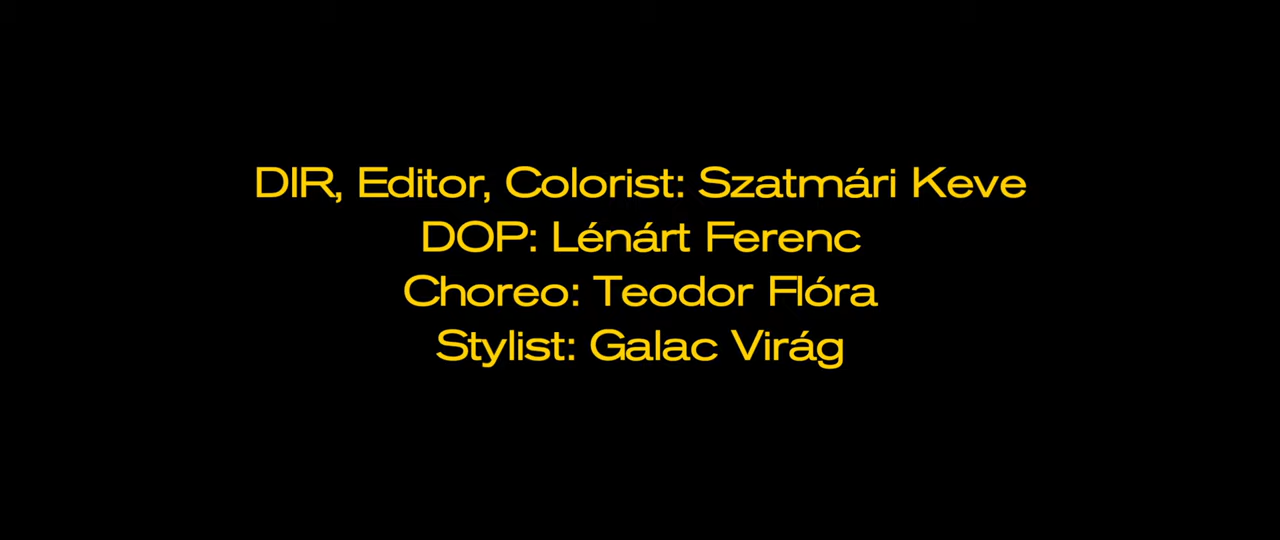 DIR, Editor, Colorist: Szatmári Keve
DOP: Lénárt Ferenc
Choreo: Teodor Flóra
Stylist: Galac Virág